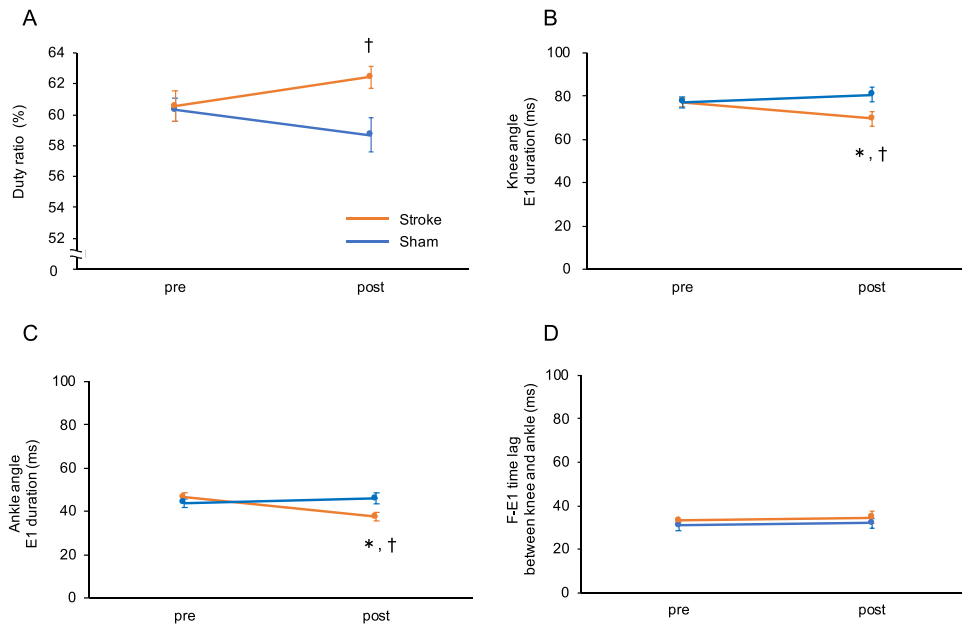 A
Duty ratio (%)
64
62
60
58
56
54
52
0
†
Stroke
Sham
pre
post
B
Knee angle
E1 duration (ms)
100
80
60
40
20
0
* , †
pre
post
C
Ankle angle
E1 duration (ms)
100
80
60
40
20
0
* , †
pre
post
D
F-E1 time lag
between knee and ankle (ms)
100
80
60
40
20
0
pre
post